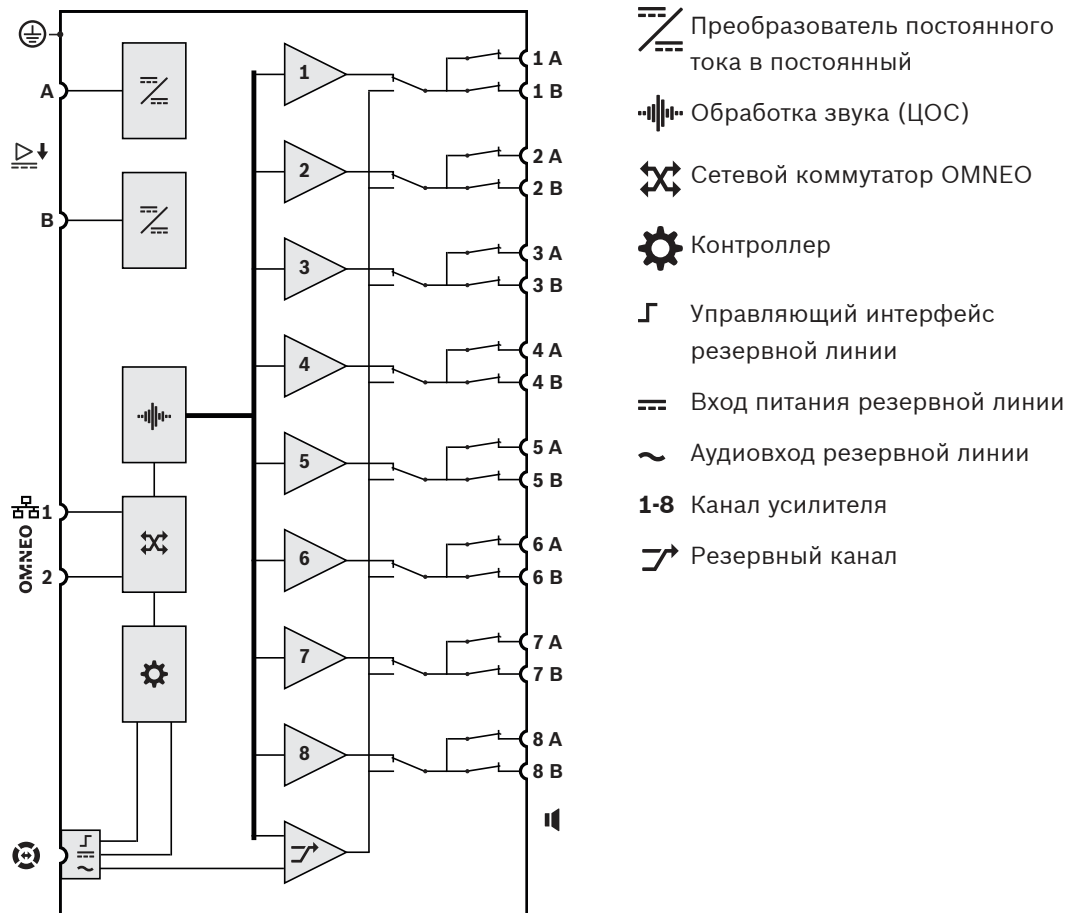 A
B
1
OMNEO
2
1
2
3
4
5
6
7
8
1 A
1 B
2 A
2 B
3 A
3 B
4 A
4 B
5 A
5 B
6 A
6 B
7 A
7 B
8 A
8 B
Преобразователь постоянного
тока в постоянный
Обработка звука (ЦОС)
Сетевой коммутатор OMNEO
Контроллер
Управляющий интерфейс
резервной линии
Вход питания резервной линии
Аудиовход резервной линии
1-8 Канал усилителя
Резервный канал